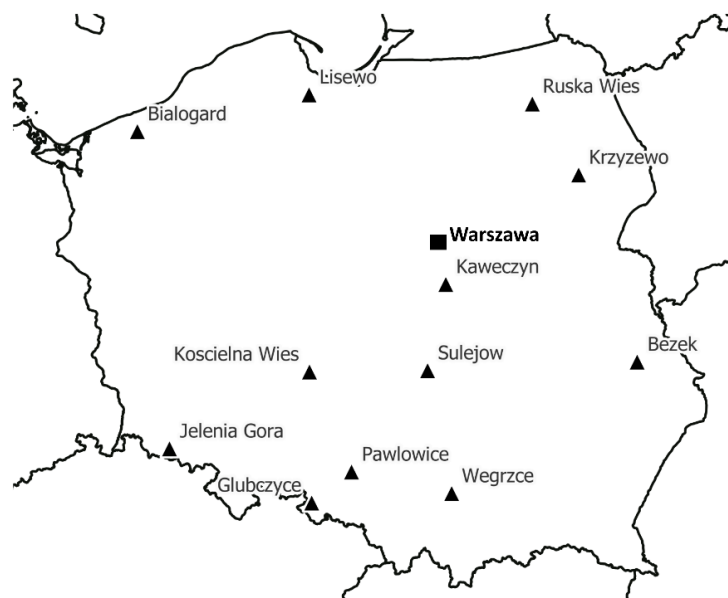 Lisewo
Ruska Wies
Bialogard
Krzyzewo
Warszawa
Kaweczyn
Koscielna Wies
Sulejow
Bezek
Jelenia Gora
Pawlowice
Glubczyce
Wegrzce